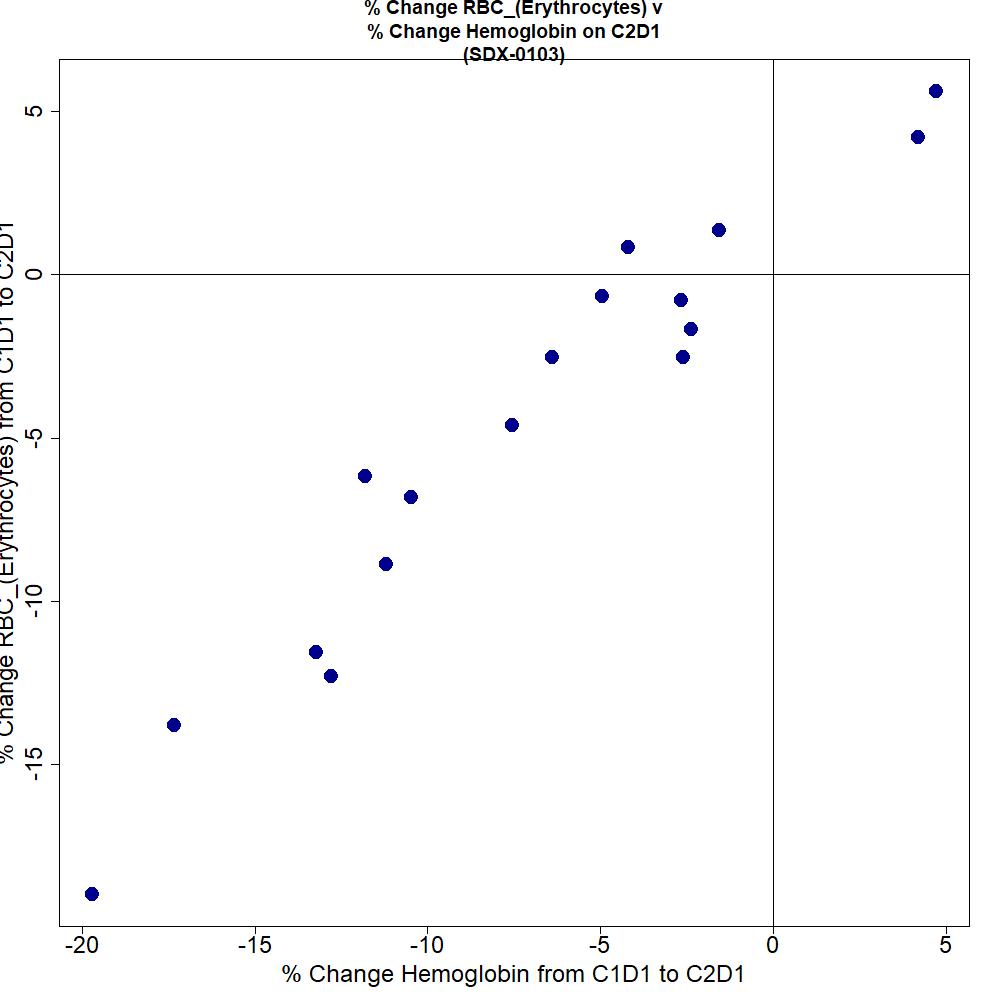 % Change RBC_(Erythrocytes) v
% Change Hemoglobin on C2D1
(SDX-0103)
% Change RBC_(Erythrocytes) from C1D1 to C2D1
5
0
-5
-10
-15
-20
-15
-10
-5
0
5
% Change Hemoglobin from C1D1 to C2D1